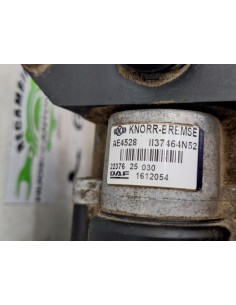 KNORR-BREMSE
AE4528 II37464N52
22376 25 030
DAF 1612054